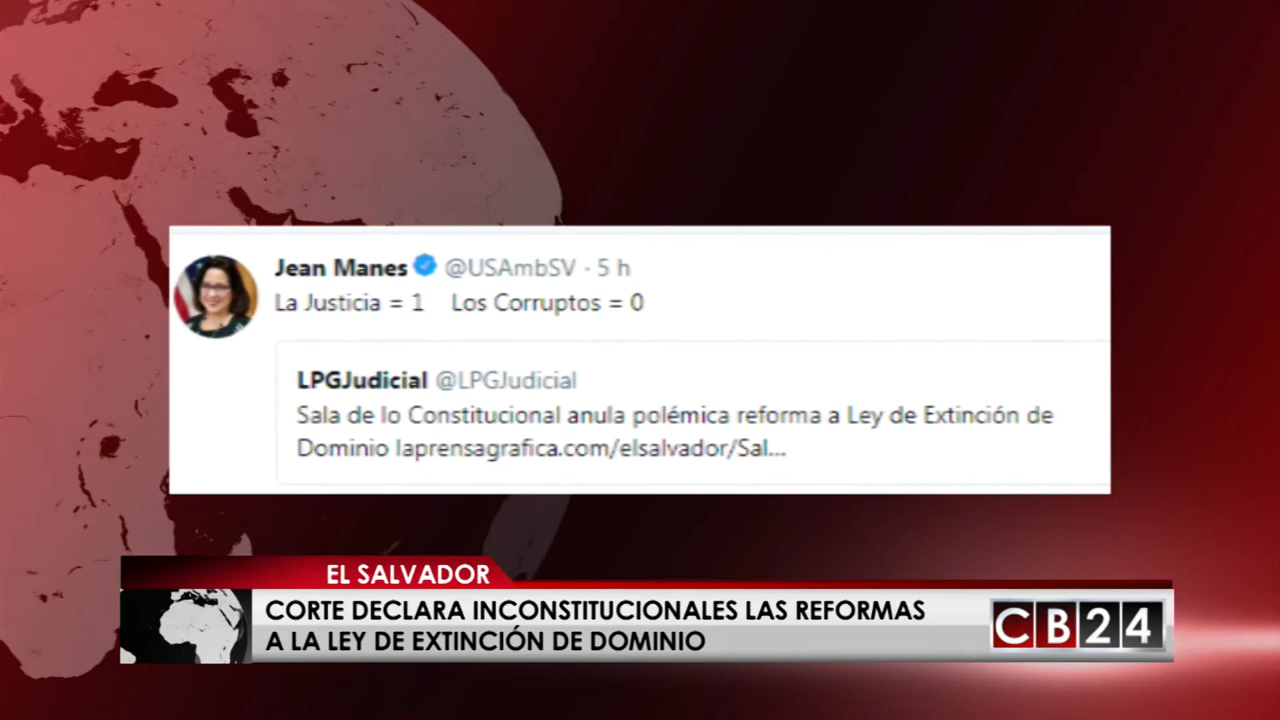 Jean Manes @USAmbSV · 5 h
La Justicia = 1 Los Corruptos = 0
LPGJudicial @LPGJudicial
Sala de lo Constitucional anula polémica reforma a Ley de Extinción de
Dominio laprensagrafica.com/elsalvador/Sal...
EL SALVADOR
CORTE DECLARA INCONSTITUCIONALES LAS REFORMAS
A LA LEY DE EXTINCIÓN DE DOMINIO
CB24